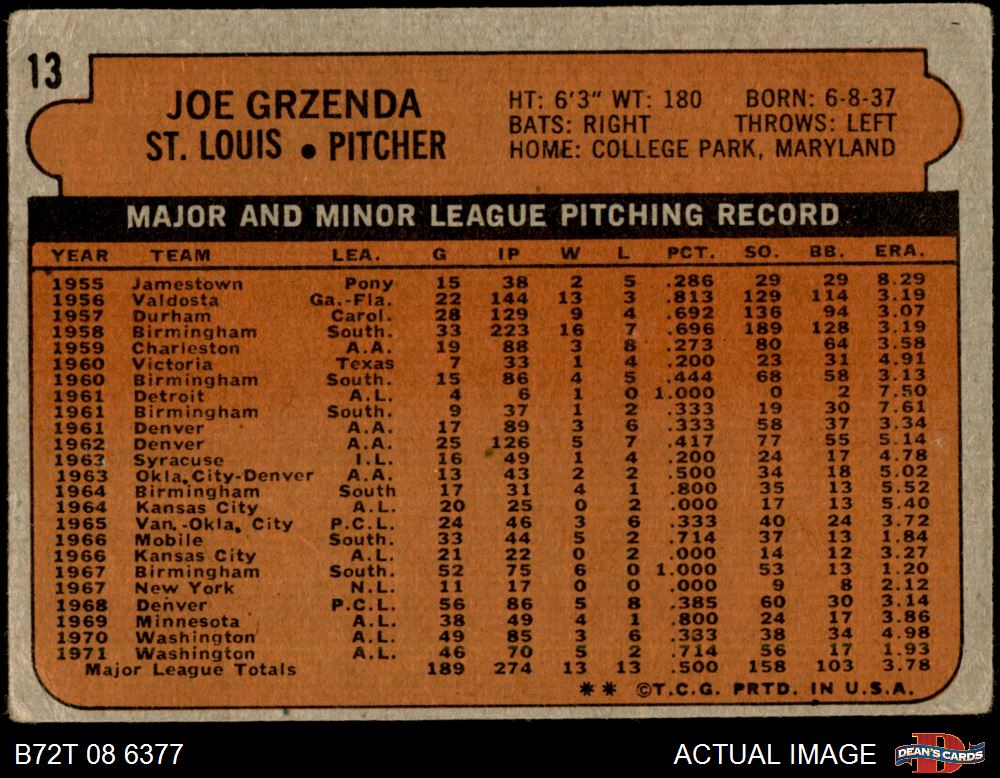 13
JOE GRZENDA
ST. LOUIS • PITCHER
HT: 6'3" WT: 180 BORN: 6-8-37
BATS: RIGHT THROWS: LEFT
HOME: COLLEGE PARK, MARYLAND
MAJOR AND MINOR LEAGUE PITCHING RECORD
YEAR TEAM LEA. G IP W L PCT. SO. BB. ERA.
1955 Jamestown Pony 15 38 2 5 .286 29 29 8.29
1956 Valdosta Ga.-Fla. 22 144 13 3 .813 129 114 3.19
1957 Durham Carol. 28 129 9 4 .692 136 94 3.07
1958 Birmingham South. 33 223 16 7 .696 189 128 3.19
1959 Charleston A.A. 19 88 3 8 .273 80 64 3.58
1960 Victoria Texas 7 33 1 4 .200 23 31 4.91
1960 Birmingham South. 15 86 4 5 .444 68 58 3.13
1961 Detroit A.L. 4 6 1 0 1.000 0 2 7.50
1961 Birmingham South. 9 37 1 2 .333 19 30 7.61
1961 Denver A.A. 17 89 3 6 .333 58 37 3.34
1962 Denver A.A. 25 126 5 7 .417 77 55 5.14
1963 Syracuse I.L. 16 49 1 4 .200 24 17 4.78
1963 Okla. City-Denver A.A. 13 43 2 2 .500 34 18 5.02
1964 Birmingham South 17 31 4 1 .800 35 13 5.52
1964 Kansas City A.L. 20 25 0 2 .000 17 13 5.40
1965 Van.-Okla. City P.C.L. 24 46 3 6 .333 40 24 3.72
1966 Mobile South. 33 44 5 2 .714 37 13 1.84
1966 Kansas City A.L. 21 22 0 2 .000 14 12 3.27
1967 Birmingham South. 52 75 6 0 1.000 53 13 1.20
1967 New York N.L. 11 17 0 0 .000 9 8 2.12
1968 Denver P.C.L. 56 86 5 8 .385 60 30 3.14
1969 Minnesota A.L. 38 49 4 1 .800 24 17 3.86
1970 Washington A.L. 49 85 3 6 .333 38 34 4.98
1971 Washington A.L. 46 70 5 2 .714 56 17 1.93
Major League Totals 189 274 13 13 .500 158 103 3.78
** ©T.C.G. PRTD. IN U.S.A.
B72T 08 6377
ACTUAL IMAGE
DEAN'S CARDS